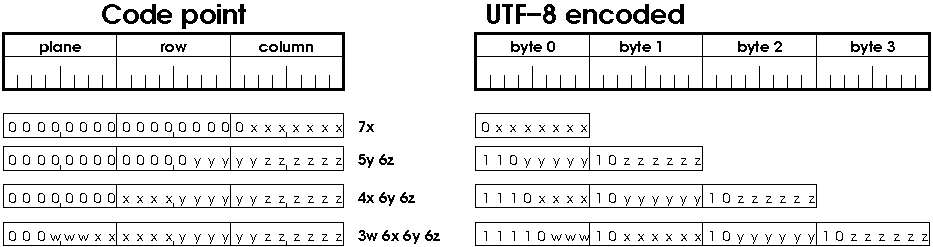 Code point UTF-8 encoded
plane row column byte 0 byte 1 byte 2 byte 3
0 0 0 0 0 0 0 0 0 0 0 0 0 0 0 0 0 x x x x x x x 7x 0 x x x x x x x
0 0 0 0 0 0 0 0 0 0 0 0 0 y y y y y z z z z z z 5y 6z 1 1 0 y y y y y 1 0 z z z z z z
0 0 0 0 0 0 0 0 x x x x y y y y y y z z z z z z 4x 6y 6z 1 1 1 0 x x x x 1 0 y y y y y y 1 0 z z z z z z
0 0 0 w w w x x x x x x y y y y y y z z z z z z 3w 6x 6y 6z 1 1 1 1 0 w w w 1 0 x x x x x x 1 0 y y y y y y 1 0 z z z z z z